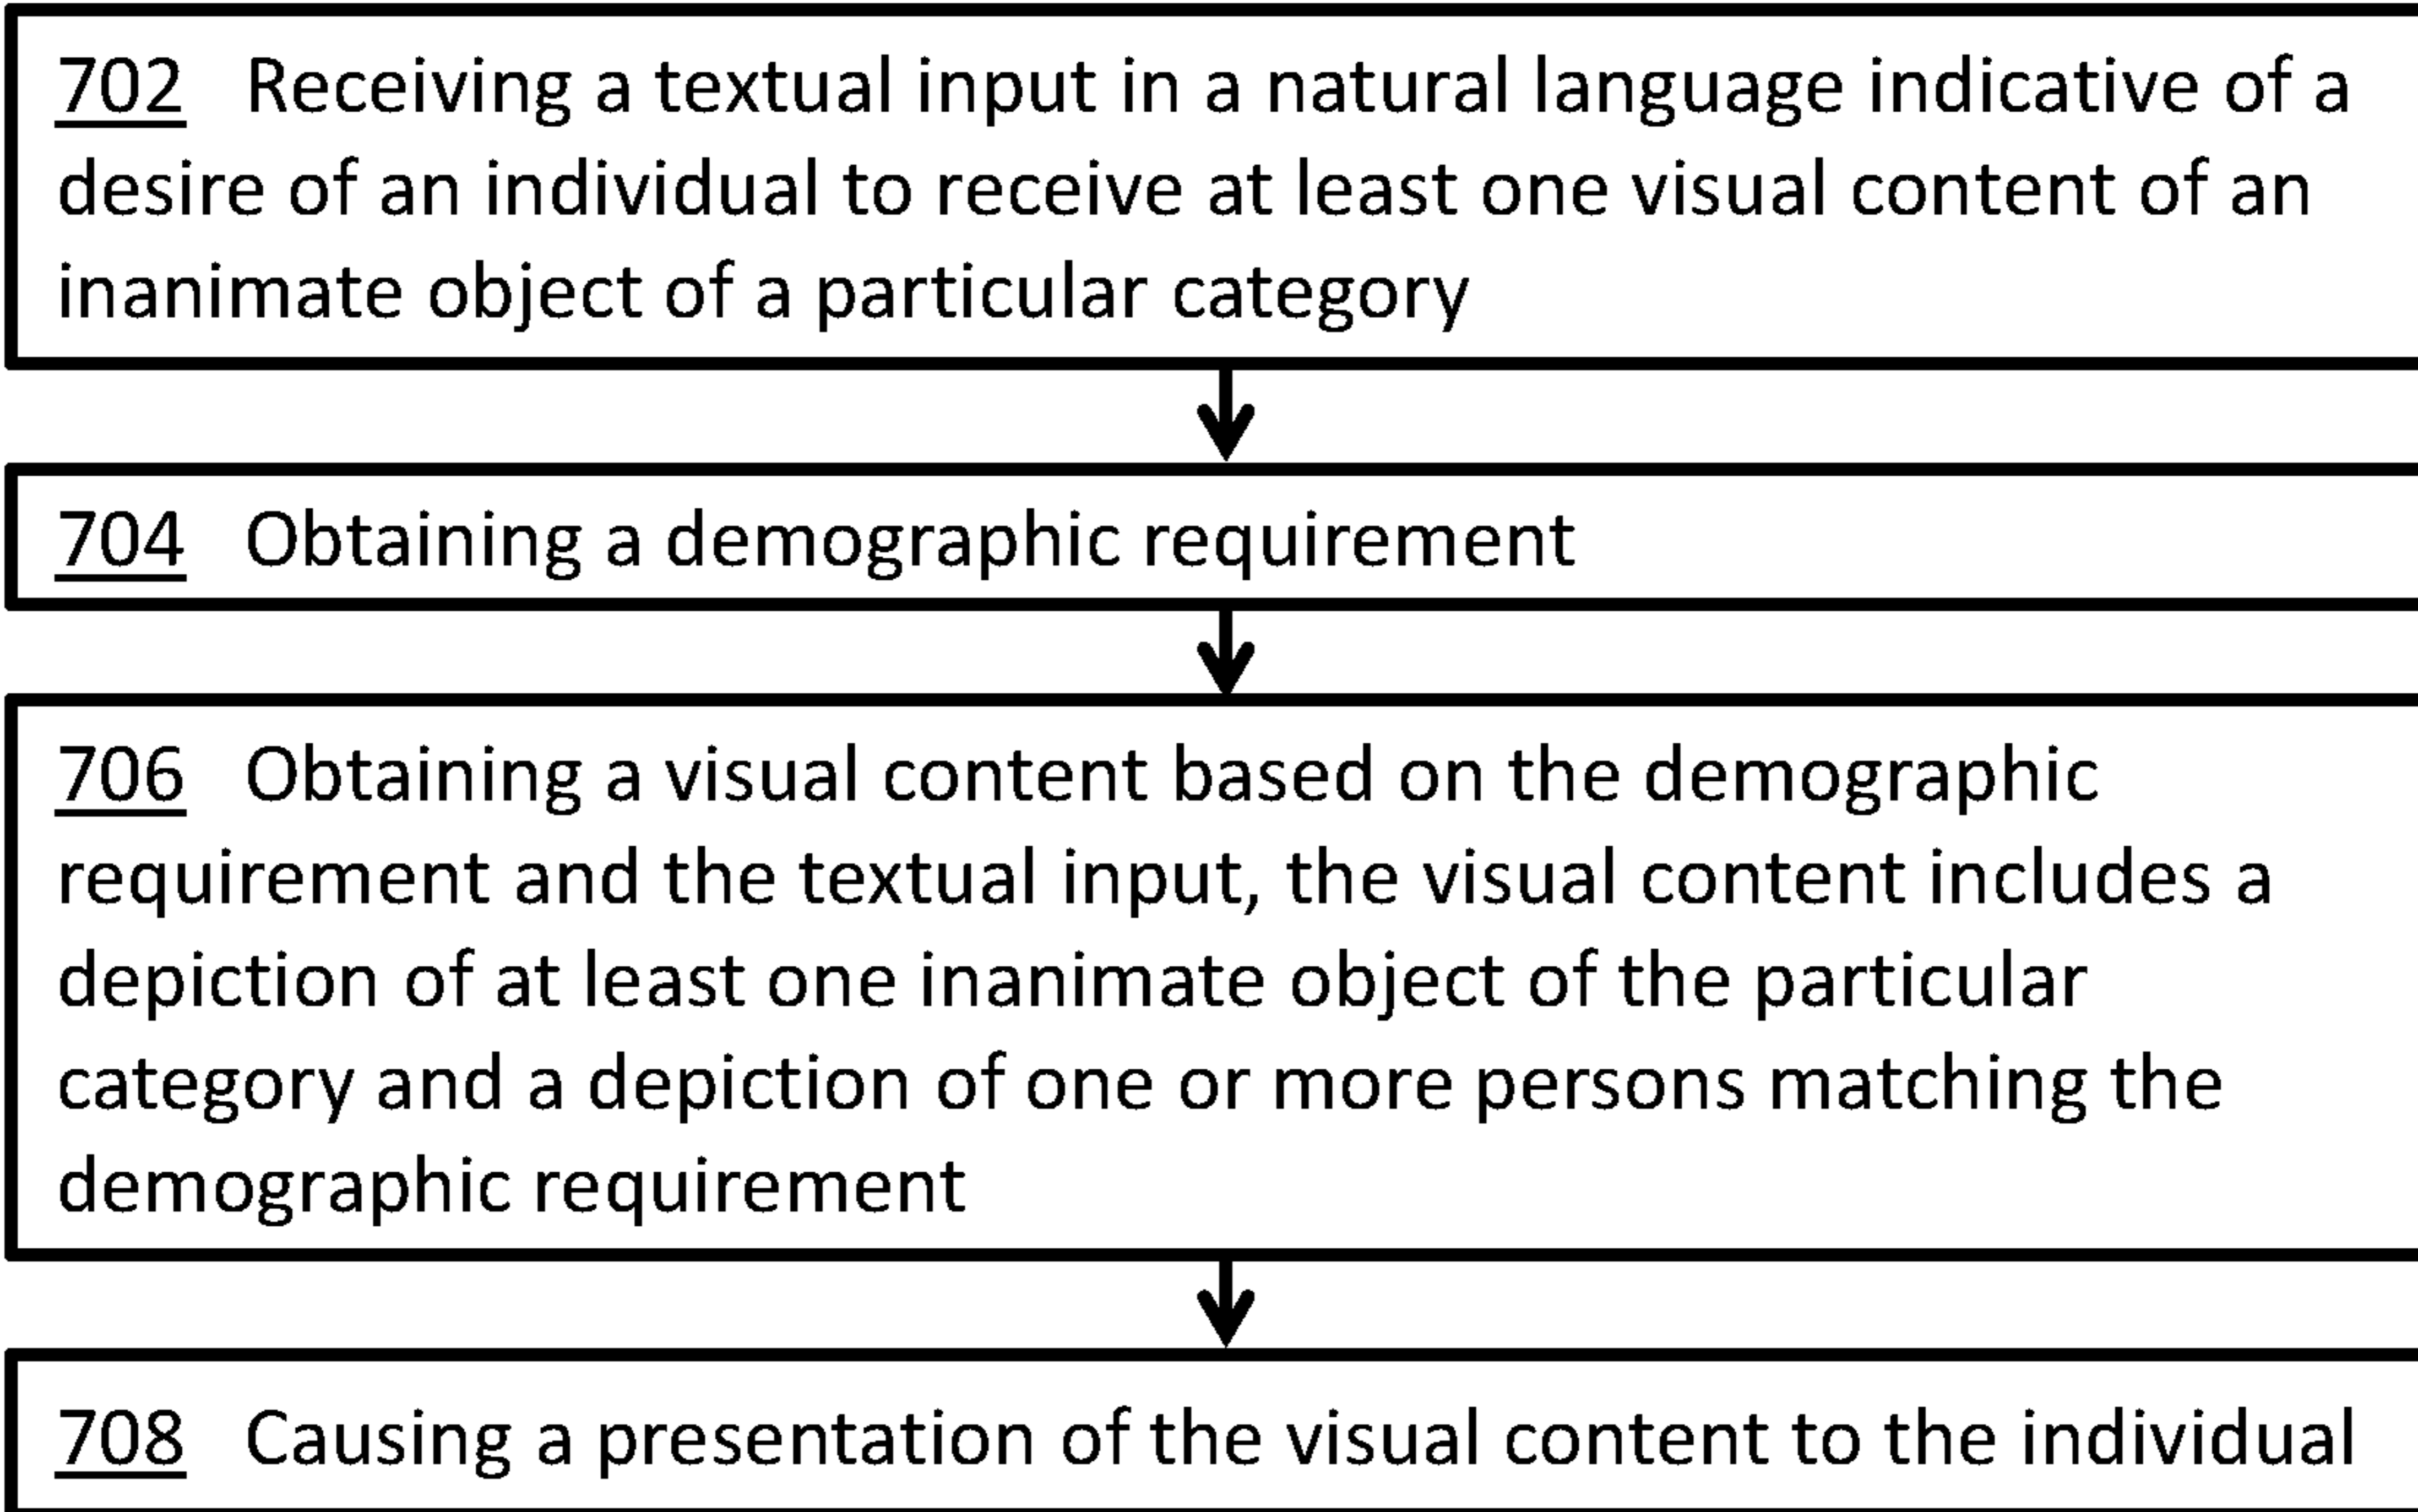 702 Receiving a textual input in a natural language indicative of a
desire of an individual to receive at least one visual content of an
inanimate object of a particular category
704 Obtaining a demographic requirement
706 Obtaining a visual content based on the demographic
requirement and the textual input, the visual content includes a
depiction of at least one inanimate object of the particular
category and a depiction of one or more persons matching the
demographic requirement
708 Causing a presentation of the visual content to the individual